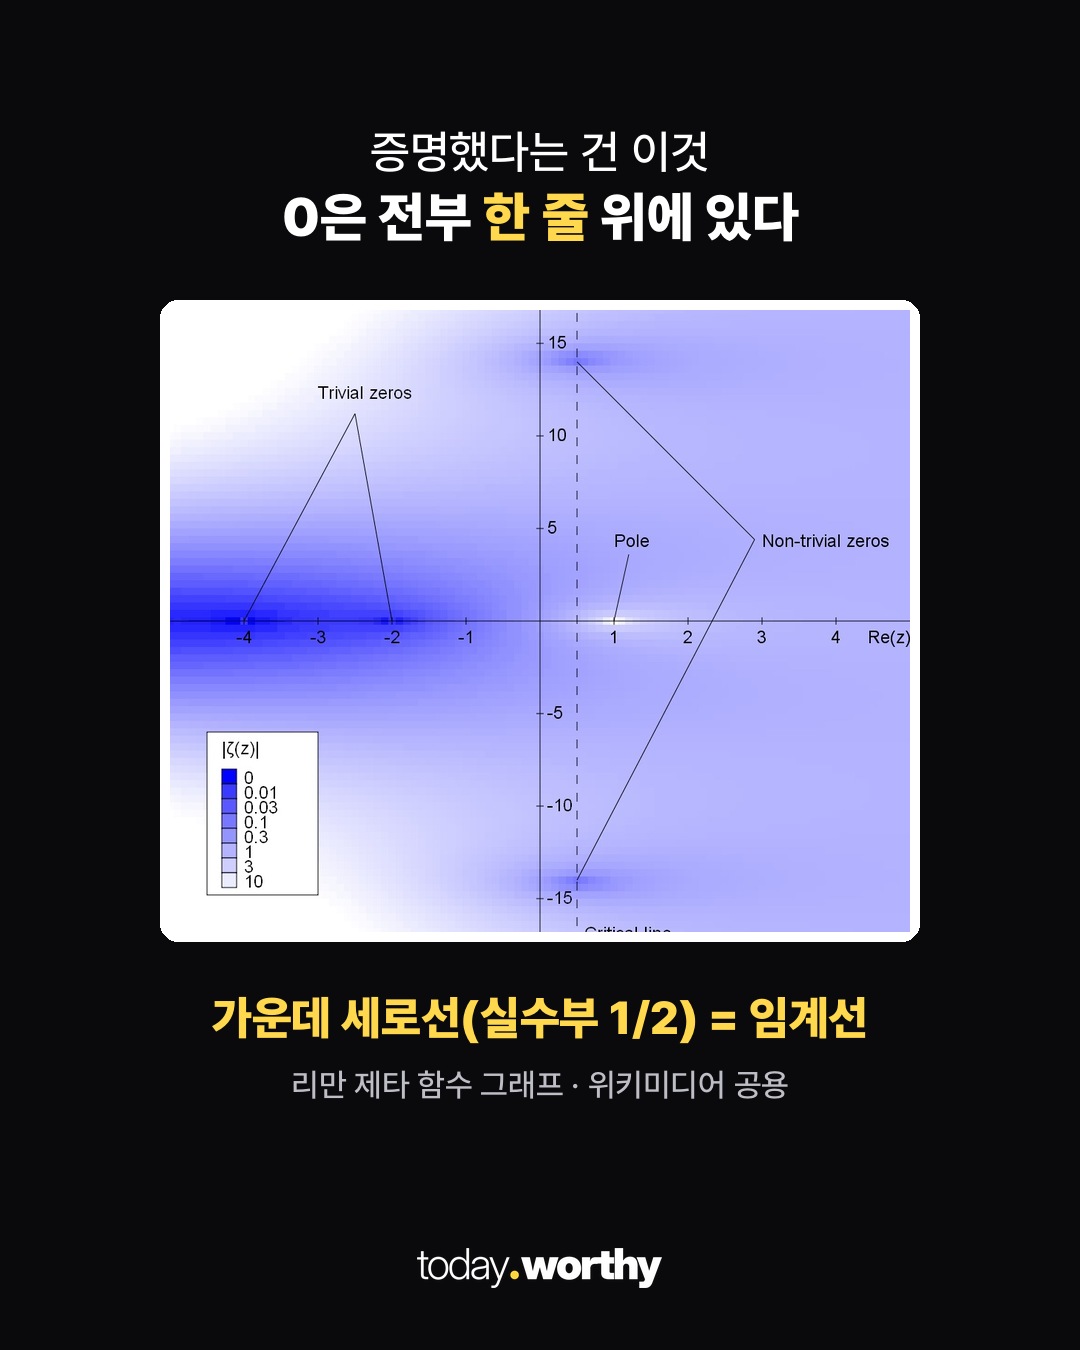 증명했다는 건 이것
0은 전부 한 줄 위에 있다
15
Trivial zeros
10
5
Pole
Non-trivial zeros
-4 -3 -2 -1 1 2 3 4 Re(z)
-5
|ζ(z)|
0
0.01
0.03
0.1
0.3
1
3
10
-10
-15
Critical line
가운데 세로선(실수부 1/2) = 임계선
리만 제타 함수 그래프 · 위키미디어 공용
today.worthy